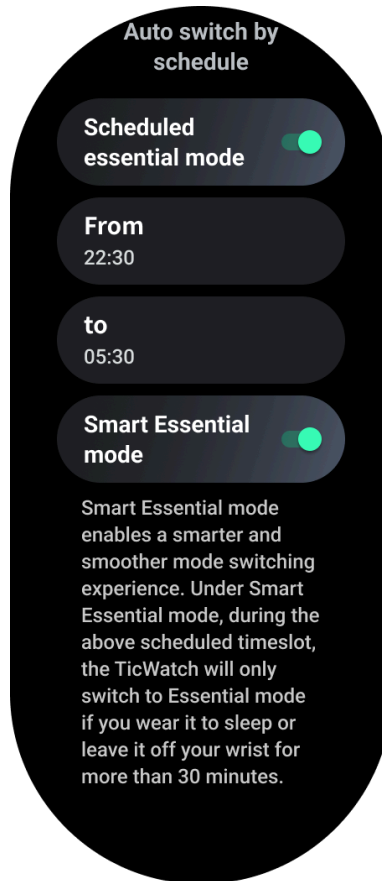 Auto switch by
schedule
Scheduled
essential mode
From
22:30
to
05:30
Smart Essential
mode
Smart Essential mode
enables a smarter and
smoother mode switching
experience. Under Smart
Essential mode, during the
above scheduled timeslot,
the TicWatch will only
switch to Essential mode
if you wear it to sleep or
leave it off your wrist for
more than 30 minutes.